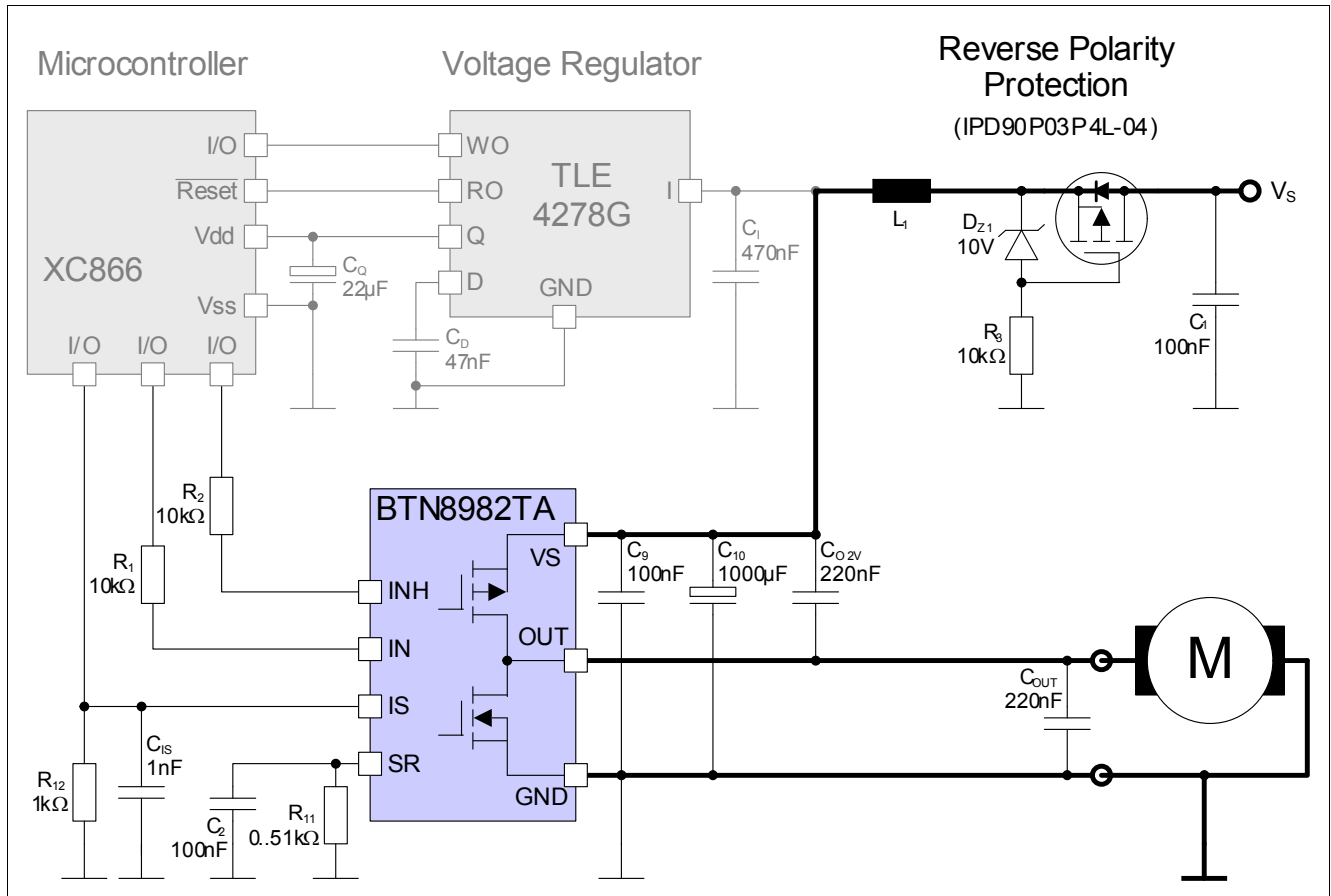 Microcontroller
Voltage Regulator
Reverse Polarity
Protection
(IPD90P03P4L-04)
XC866
I/O
Reset
Vdd
Vss
I/O
I/O
I/O
WO
RO
Q
D
TLE
4278G
I
GND
CQ
22µF
CD
47nF
CI
470nF
L1
DZ1
10V
R3
10kΩ
C1
100nF
VS
R2
10kΩ
R1
10kΩ
BTN8982TA
VS
INH
IN
OUT
IS
SR
GND
C9
100nF
C10
1000µF
CO2V
220nF
COUT
220nF
M
R12
1kΩ
CIS
1nF
C2
100nF
R11
0..51kΩ